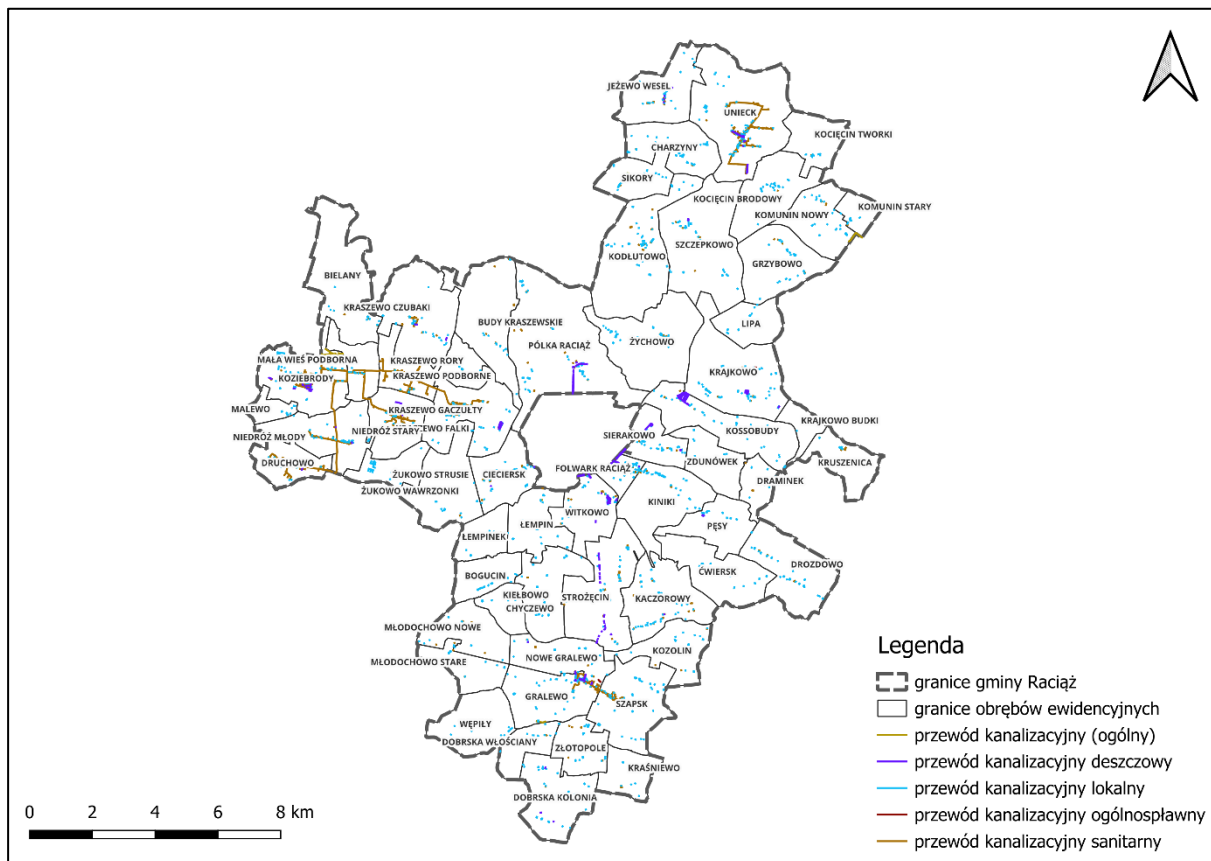 JEŻEWO WESEL
UNIECK
KOCIĘCIN TWORKI
CHARZYNY
SIKORY
KOCIĘCIN BRODOWY
KOMUNIN STARY
KOMUNIN NOWY
SZCZEPKOWO
KODŁUTOWO
GRZYBOWO
BIELANY
KRASZEWO CZUBAKI
BUDY KRASZEWSKIE
LIPA
PÓLKA RACIĄŻ
ŻYCHOWO
MAŁA WIEŚ PODBORNA
KRASZEWO RORY
KOZIEBRODY
KRASZEWO PODBORNE
KRAJKOWO
MALEWO
KRASZEWO GACZUŁTY
KRAJKOWO BUDKI
NIEDRÓŻ MŁODY
NIEDRÓŻ STARY
EWO FALKI
SIERAKOWO
KOSSOBUDY
DRUCHOWO
ZDUNÓWEK
KRUSZENICA
ŻUKOWO STRUSIE
CIECIERSK
FOLWARK RACIĄŻ
DRAMINEK
ŻUKOWO WAWRZONKI
KINIKI
WITKOWO
ŁEMPIN
PĘSY
ŁEMPINEK
DROZDOWO
ĆWIERSK
BOGUCIN
KIEŁBOWO
STROŻĘCIN
KACZOROWY
CHYCZEWO
MŁODOCHOWO NOWE
KOZOLIN
NOWE GRALEWO
MŁODOCHOWO STARE
GRALEWO
SZAPSK
WĘPIŁY
DOBRSKA WŁOŚCIANY
ZŁOTOPOLE
KRAŚNIEWO
DOBRSKA KOLONIA
Legenda
granice gminy Raciąż
granice obrębów ewidencyjnych
przewód kanalizacyjny (ogólny)
przewód kanalizacyjny deszczowy
przewód kanalizacyjny lokalny
przewód kanalizacyjny ogólnospławny
przewód kanalizacyjny sanitarny
0 2 4 6 8 km